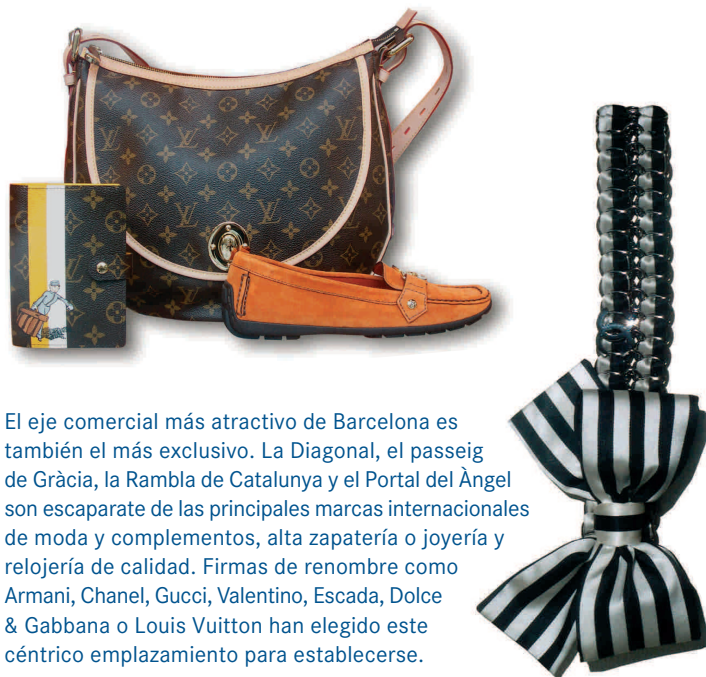 El eje comercial más atractivo de Barcelona es
también el más exclusivo. La Diagonal, el passeig
de Gràcia, la Rambla de Catalunya y el Portal del Àngel
son escaparate de las principales marcas internacionales
de moda y complementos, alta zapatería o joyería y
relojería de calidad. Firmas de renombre como
Armani, Chanel, Gucci, Valentino, Escada, Dolce
& Gabbana o Louis Vuitton han elegido este
céntrico emplazamiento para establecerse.